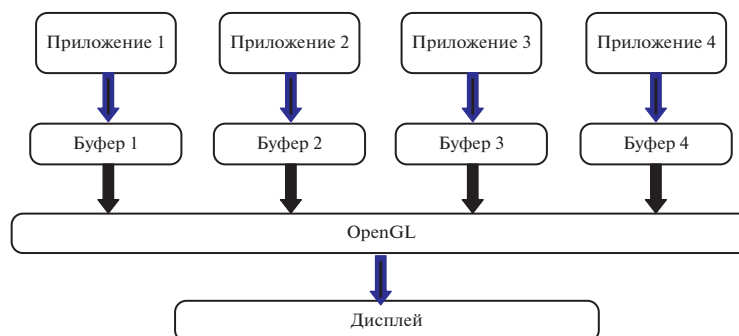 Приложение 1
Приложение 2
Приложение 3
Приложение 4
Буфер 1
Буфер 2
Буфер 3
Буфер 4
OpenGL
Дисплей